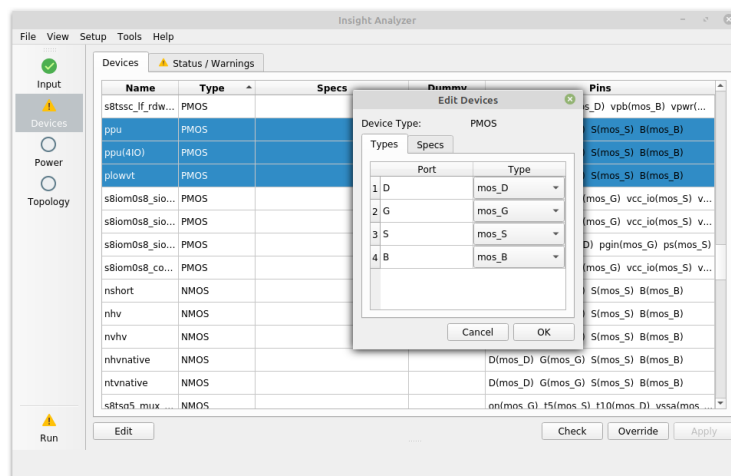 Insight Analyzer
File View Setup Tools Help
Input
Devices
Power
Topology
Run
Devices Status / Warnings
Name Type Specs Dummy Pins
s8tssc_lf_rdw... PMOS s_D) vpb(mos_B) vpwr(...
ppu PMOS S(mos_S) B(mos_B)
ppu(4IO) PMOS S(mos_S) B(mos_B)
plowvt PMOS S(mos_S) B(mos_B)
s8iom0s8_sio... PMOS (mos_G) vcc_io(mos_S) v...
s8iom0s8_sio... PMOS (mos_G) vcc_io(mos_S) v...
s8iom0s8_sio... PMOS D) pgin(mos_G) ps(mos_S)
s8iom0s8_co... PMOS (mos_G) vcc_io(mos_S) v...
nshort NMOS ) S(mos_S) B(mos_B)
nhv NMOS ) S(mos_S) B(mos_B)
nvhv NMOS ) S(mos_S) B(mos_B)
nhvnative NMOS D(mos_D) G(mos_G) S(mos_S) B(mos_B)
ntvnative NMOS D(mos_D) G(mos_G) S(mos_S) B(mos_B)
s8tsg5_mux_... NMOS on(mos_G) t5(mos_S) t10(mos_D) vssa(mos_...
Edit Check Override Apply
Edit Devices
Device Type: PMOS
Types Specs
Port Type
1 D mos_D
2 G mos_G
3 S mos_S
4 B mos_B
Cancel OK